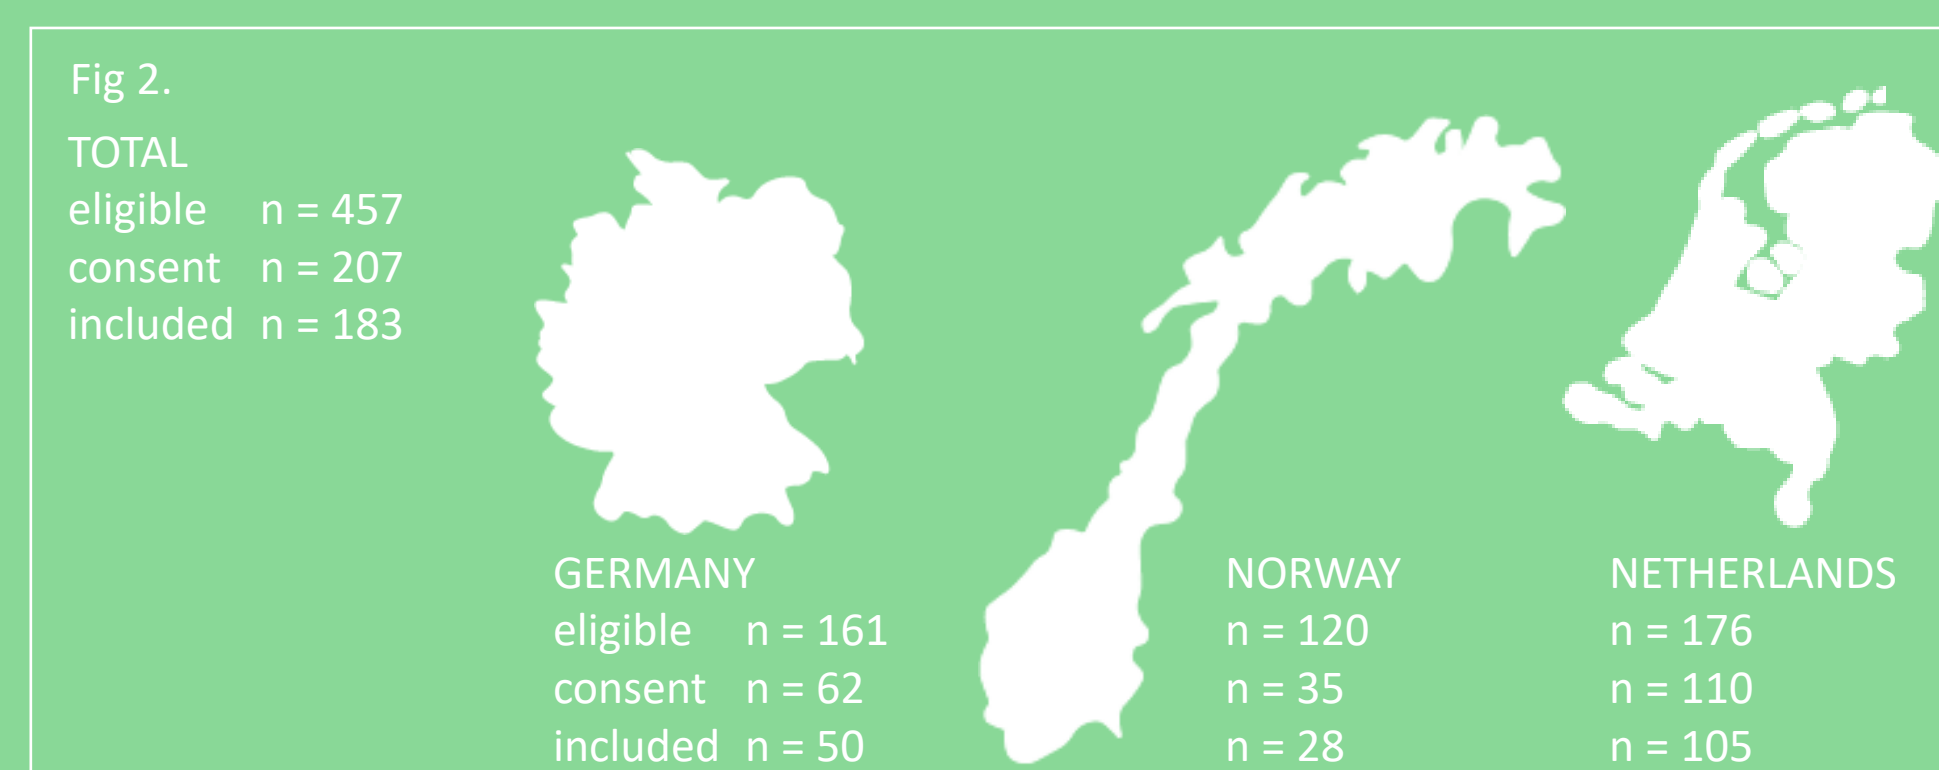 Fig 2.
TOTAL
eligible n = 457
consent n = 207
included n = 183
GERMANY
eligible n = 161
consent n = 62
included n = 50
NORWAY
n = 120
n = 35
n = 28
NETHERLANDS
n = 176
n = 110
n = 105